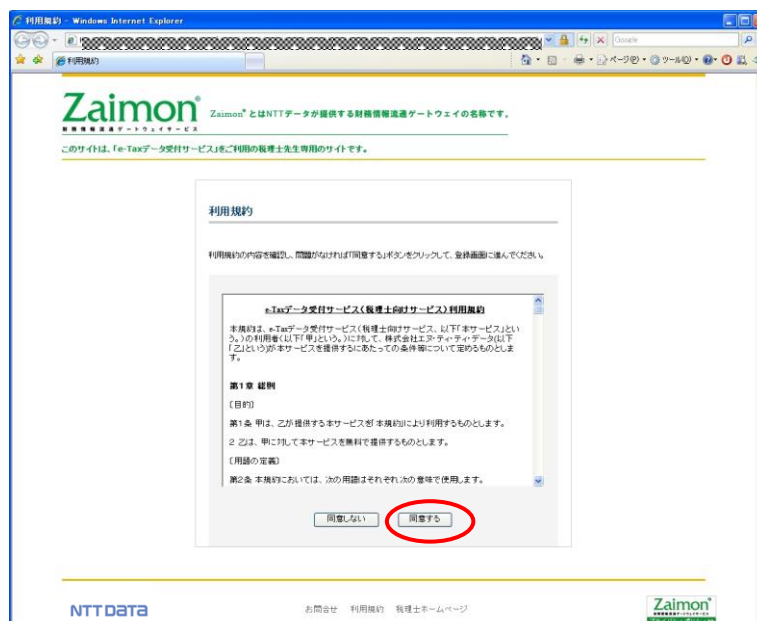 利用規約 - Windows Internet Explorer
Google
利用規約
ページ(P)
ツール(O)
Zaimon®
財務情報流通ゲートウェイサービス
Zaimon®とはNTTデータが提供する財務情報流通ゲートウェイの名称です。
このサイトは、「e-Taxデータ受付サービス」をご利用の税理士先生専用のサイトです。
利用規約
利用規約の内容を確認し、問題がなければ「同意する」ボタンをクリックして、登録画面に進んでください。
e-Taxデータ受付サービス(税理士向けサービス)利用規約
本規約は、e-Taxデータ受付サービス(税理士向けサービス、以下「本サービス」とい
う。)の利用者(以下「甲」という。)に対して、株式会社エヌ・ティ・ティ・データ(以下
「乙」という)が本サービスを提供するにあたっての条件等について定めるものとしま
す。
第1章 総則
〔目的〕
第1条 甲は、乙が提供する本サービスを「本規約」により利用するものとします。
2 乙は、甲に対して本サービスを無料で提供するものとします。
〔用語の定義〕
第2条 本規約においては、次の用語はそれぞれ次の意味で使用します。
同意しない
同意する
NTT DATA
お問合せ 利用規約 税理士ホームページ
Zaimon®